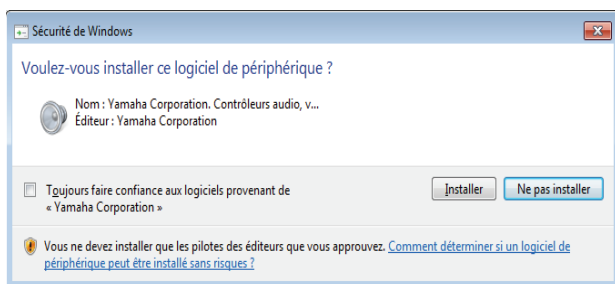 Sécurité de Windows
Voulez-vous installer ce logiciel de périphérique ?
Nom : Yamaha Corporation. Contrôleurs audio, v...
Éditeur : Yamaha Corporation
Toujours faire confiance aux logiciels provenant de
« Yamaha Corporation »
Installer
Ne pas installer
Vous ne devez installer que les pilotes des éditeurs que vous approuvez. Comment déterminer si un logiciel de
périphérique peut être installé sans risques ?